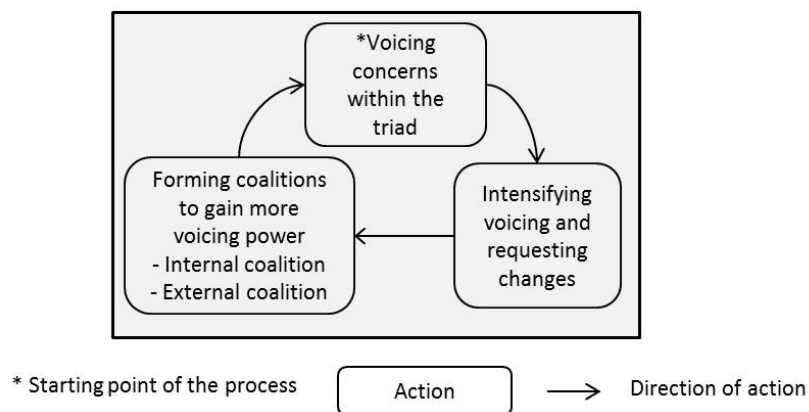 *Voicing
concerns
within the
triad
Forming coalitions
to gain more
voicing power
- Internal coalition
- External coalition
Intensifying
voicing and
requesting
changes
* Starting point of the process
Action
Direction of action